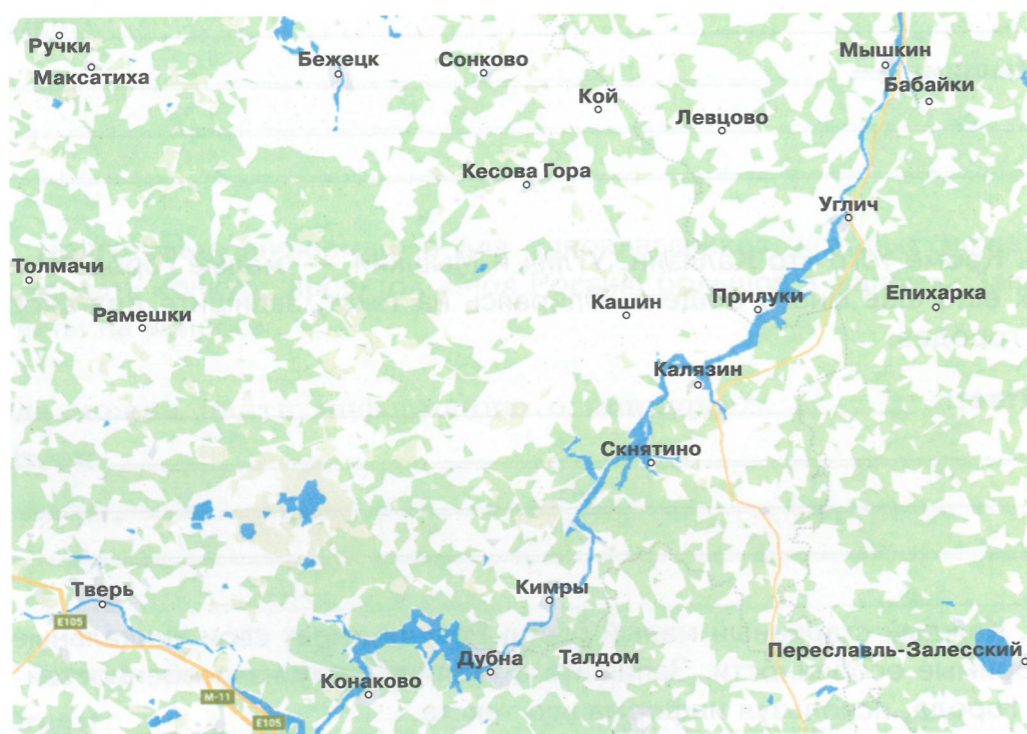 Ручки
Максатиха
Бежецк
Сонково
Кой
Левцово
Мышкин
Бабайки
Кесова Гора
Углич
Толмачи
Рамешки
Кашин
Прилуки
Епихарка
Калязин
Скнятино
Тверь
E105
Кимры
Дубна
Талдом
Переславль-Залесский
Конаково
М-11
E105